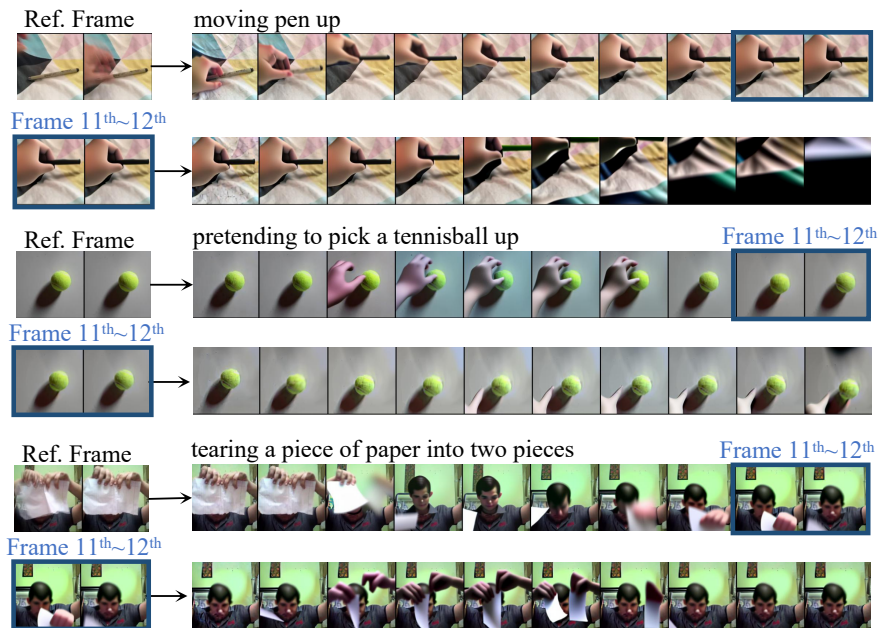 Ref. Frame
moving pen up
Frame 11th~12th
Ref. Frame
pretending to pick a tennisball up
Frame 11th~12th
Frame 11th~12th
Ref. Frame
tearing a piece of paper into two pieces
Frame 11th~12th
Frame 11th~12th